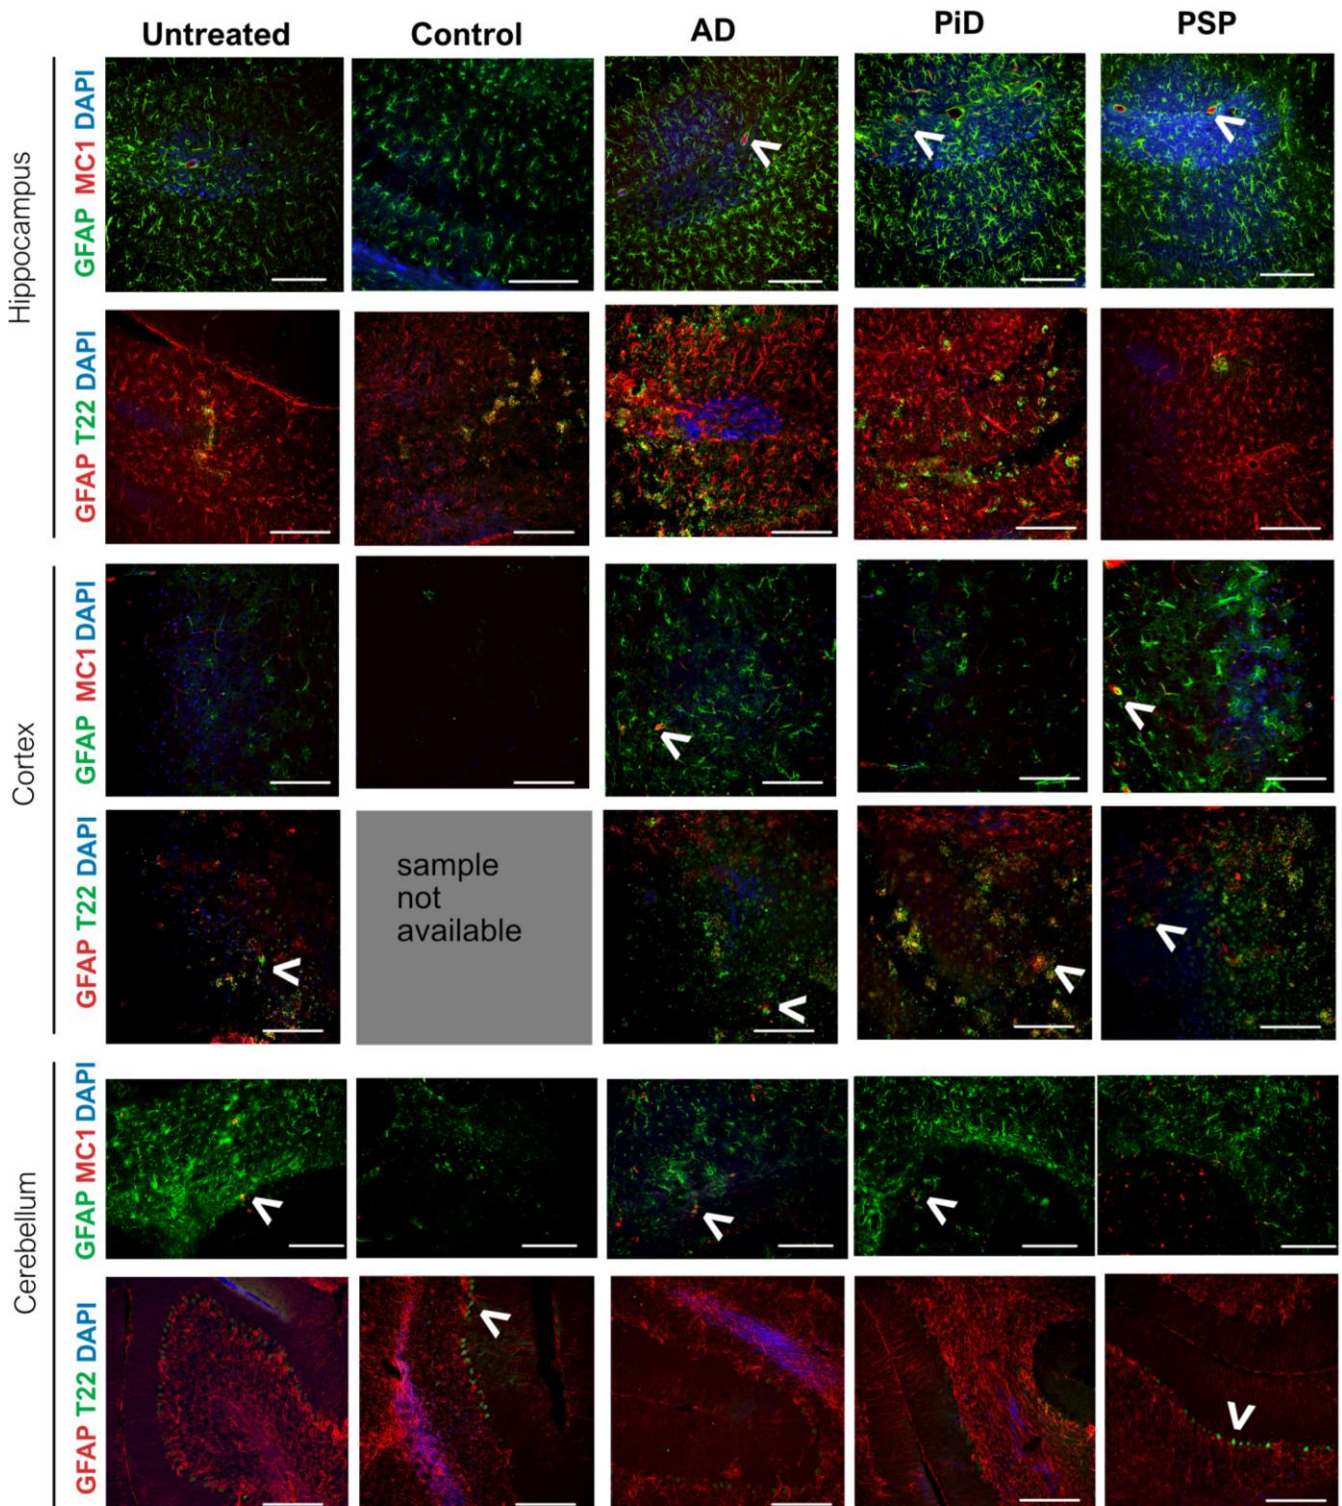 Untreated Control AD PiD PSP
Hippocampus
GFAP MC1 DAPI
GFAP T22 DAPI
Cortex
GFAP MC1 DAPI
GFAP T22 DAPI
sample
not
available
Cerebellum
GFAP MC1 DAPI
GFAP T22 DAPI